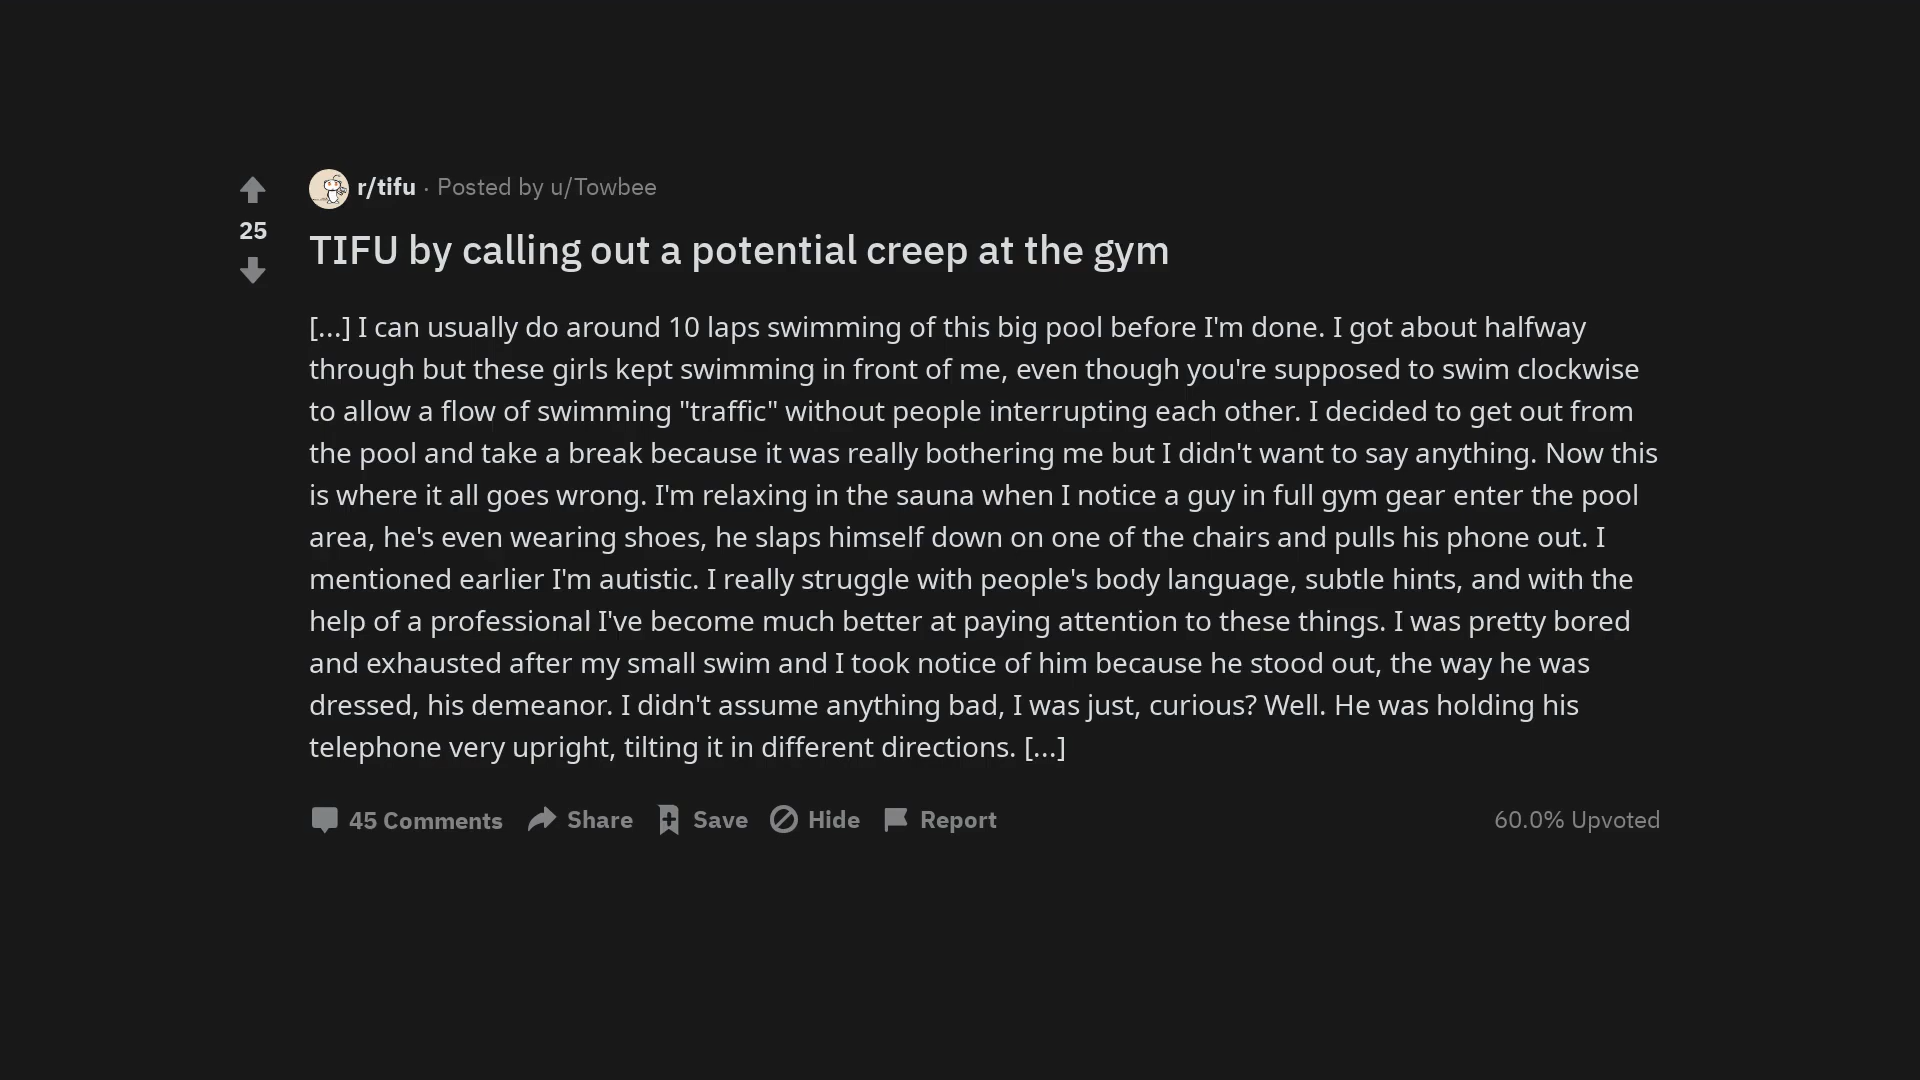 r/tifu · Posted by u/Towbee
25
TIFU by calling out a potential creep at the gym
[...] I can usually do around 10 laps swimming of this big pool before I'm done. I got about halfway
through but these girls kept swimming in front of me, even though you're supposed to swim clockwise
to allow a flow of swimming "traffic" without people interrupting each other. I decided to get out from
the pool and take a break because it was really bothering me but I didn't want to say anything. Now this
is where it all goes wrong. I'm relaxing in the sauna when I notice a guy in full gym gear enter the pool
area, he's even wearing shoes, he slaps himself down on one of the chairs and pulls his phone out. I
mentioned earlier I'm autistic. I really struggle with people's body language, subtle hints, and with the
help of a professional I've become much better at paying attention to these things. I was pretty bored
and exhausted after my small swim and I took notice of him because he stood out, the way he was
dressed, his demeanor. I didn't assume anything bad, I was just, curious? Well. He was holding his
telephone very upright, tilting it in different directions. [...]
45 Comments Share Save Hide Report 60.0% Upvoted